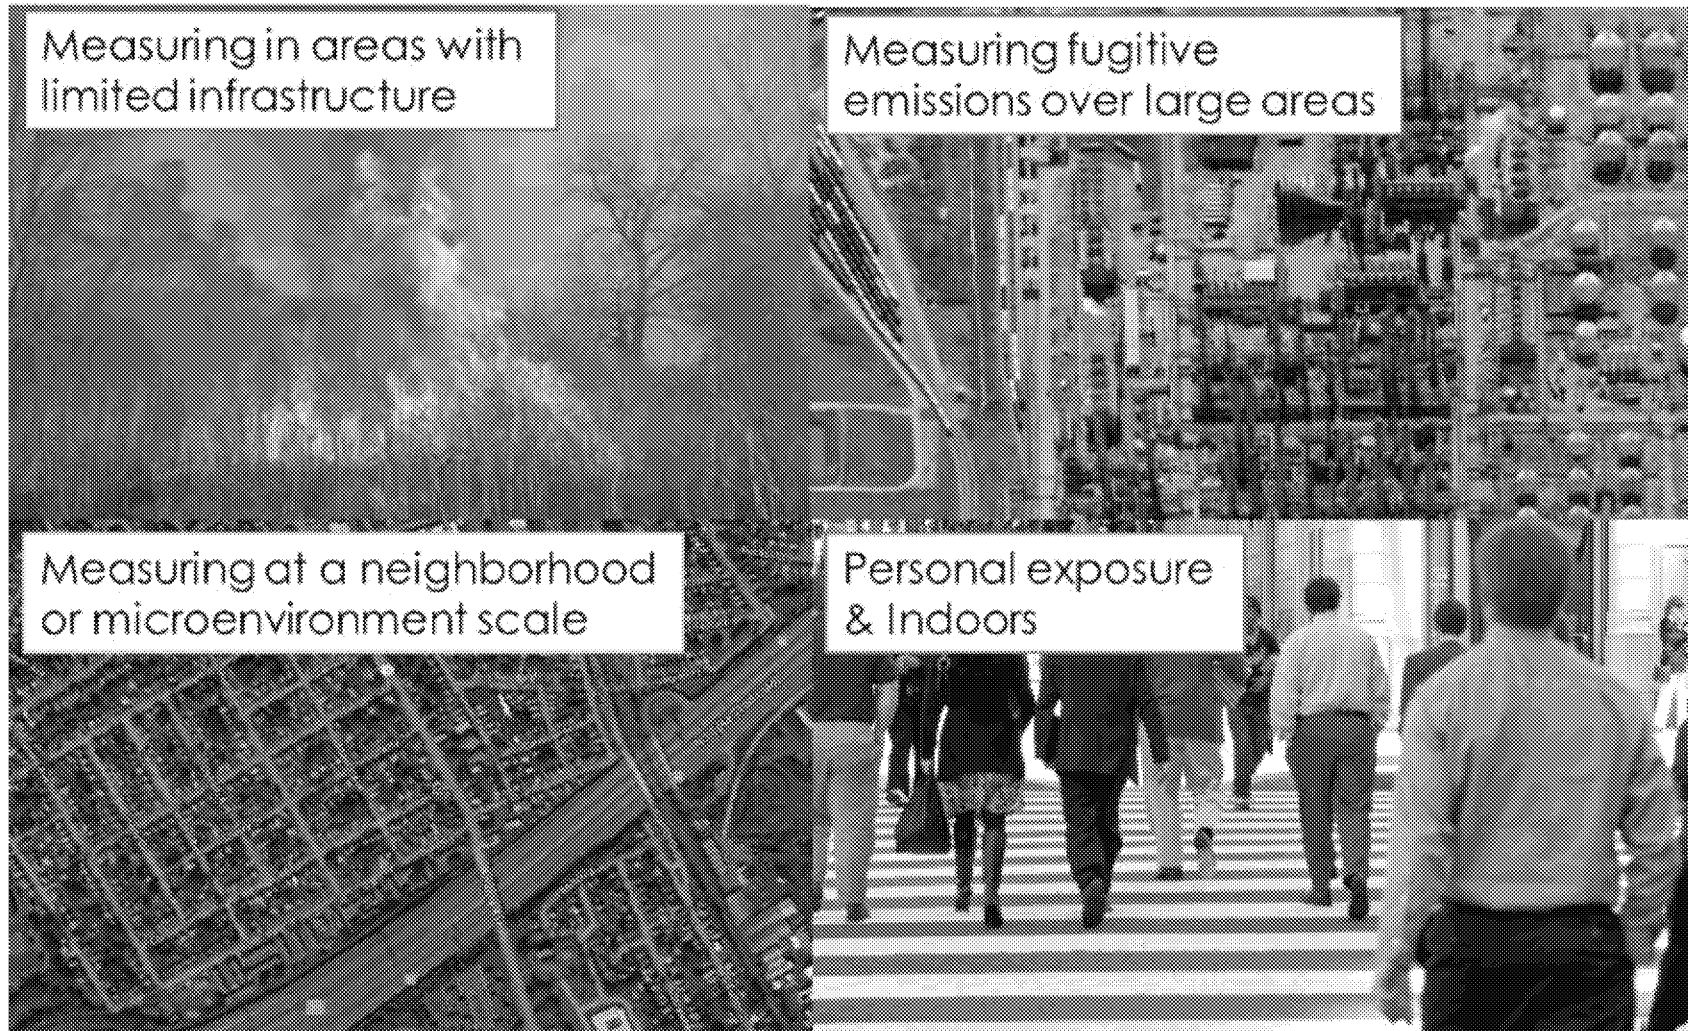 Measuring in areas with
limited infrastructure
Measuring fugitive
emissions over large areas
Measuring at a neighborhood
or microenvironment scale
Personal exposure
& Indoors